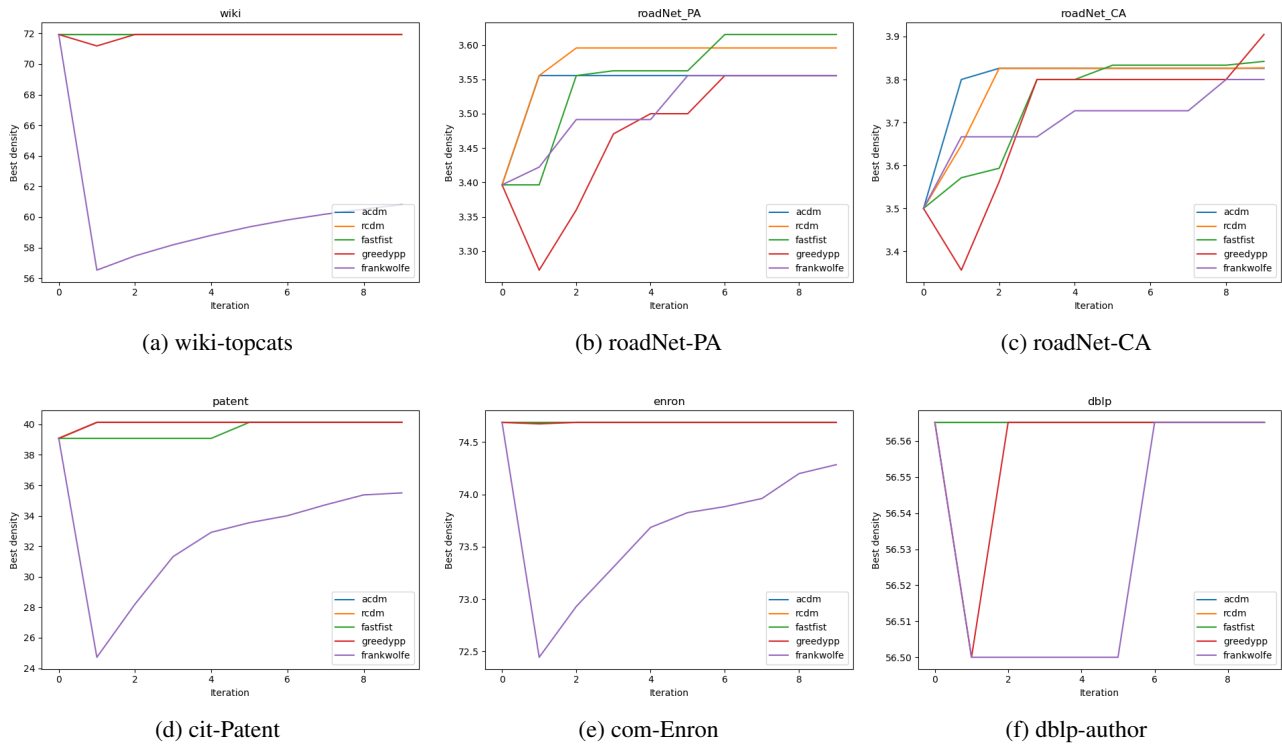 wiki
72
70
68
66
64
62
60
58
56
Best density
0 2 4 6 8
Iteration
acdm
rcdm
fastfist
greedypp
frankwolfe
(a) wiki-topcats
roadNet_PA
3.60
3.55
3.50
3.45
3.40
3.35
3.30
Best density
0 2 4 6 8
Iteration
acdm
rcdm
fastfist
greedypp
frankwolfe
(b) roadNet-PA
roadNet_CA
3.9
3.8
3.7
3.6
3.5
3.4
Best density
0 2 4 6 8
Iteration
acdm
rcdm
fastfist
greedypp
frankwolfe
(c) roadNet-CA
patent
40
38
36
34
32
30
28
26
24
Best density
0 2 4 6 8
Iteration
acdm
rcdm
fastfist
greedypp
frankwolfe
(d) cit-Patent
enron
74.5
74.0
73.5
73.0
72.5
Best density
0 2 4 6 8
Iteration
acdm
rcdm
fastfist
greedypp
frankwolfe
(e) com-Enron
dblp
56.56
56.55
56.54
56.53
56.52
56.51
56.50
Best density
0 2 4 6 8
Iteration
acdm
rcdm
fastfist
greedypp
frankwolfe
(f) dblp-author